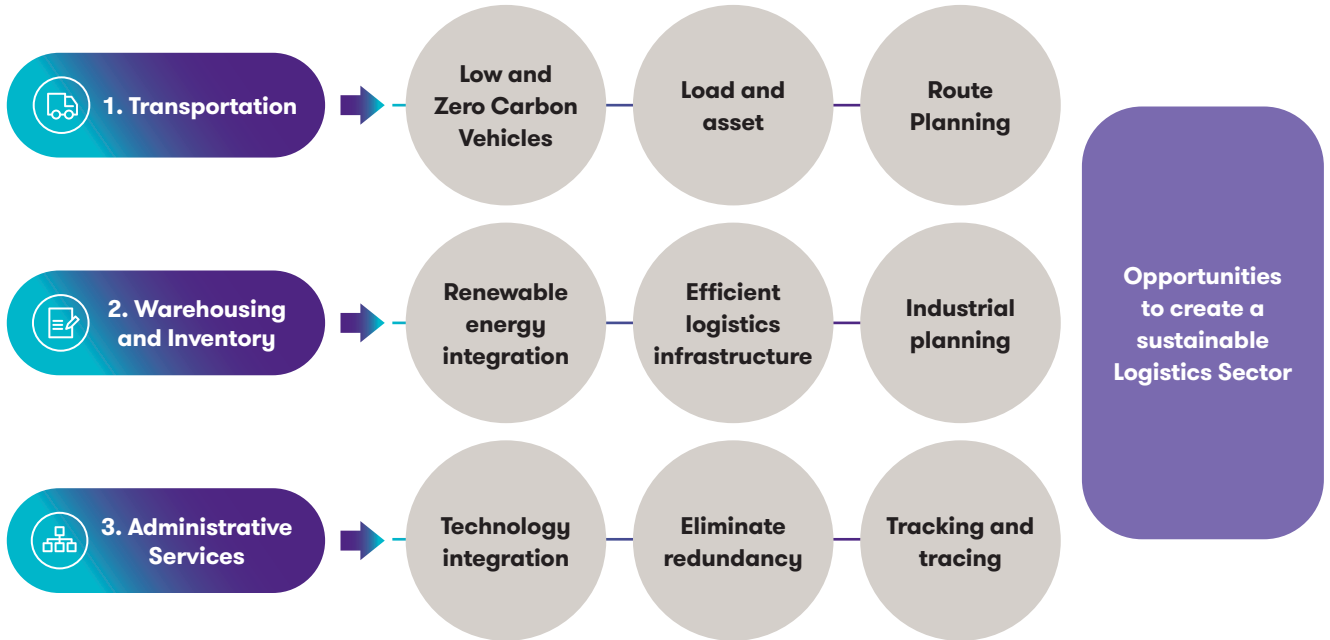 1. Transportation
Low and
Zero Carbon
Vehicles
Load and
asset
Route
Planning
2. Warehousing
and Inventory
Renewable
energy
integration
Efficient
logistics
infrastructure
Industrial
planning
3. Administrative
Services
Technology
integration
Eliminate
redundancy
Tracking and
tracing
Opportunities
to create a
sustainable
Logistics Sector